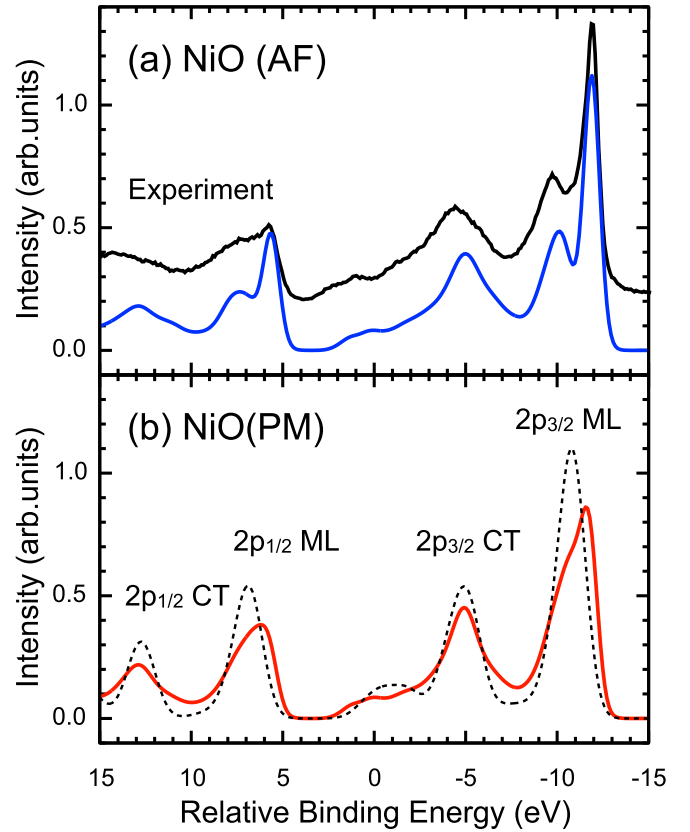 (a) NiO (AF)
1.0
Experiment
0.5
0.0
Intensity (arb.units)
(b) NiO(PM)
2p3/2 ML
1.0
2p1/2 ML
2p3/2 CT
2p1/2 CT
0.5
0.0
Intensity (arb.units)
15 10 5 0 -5 -10 -15
Relative Binding Energy (eV)